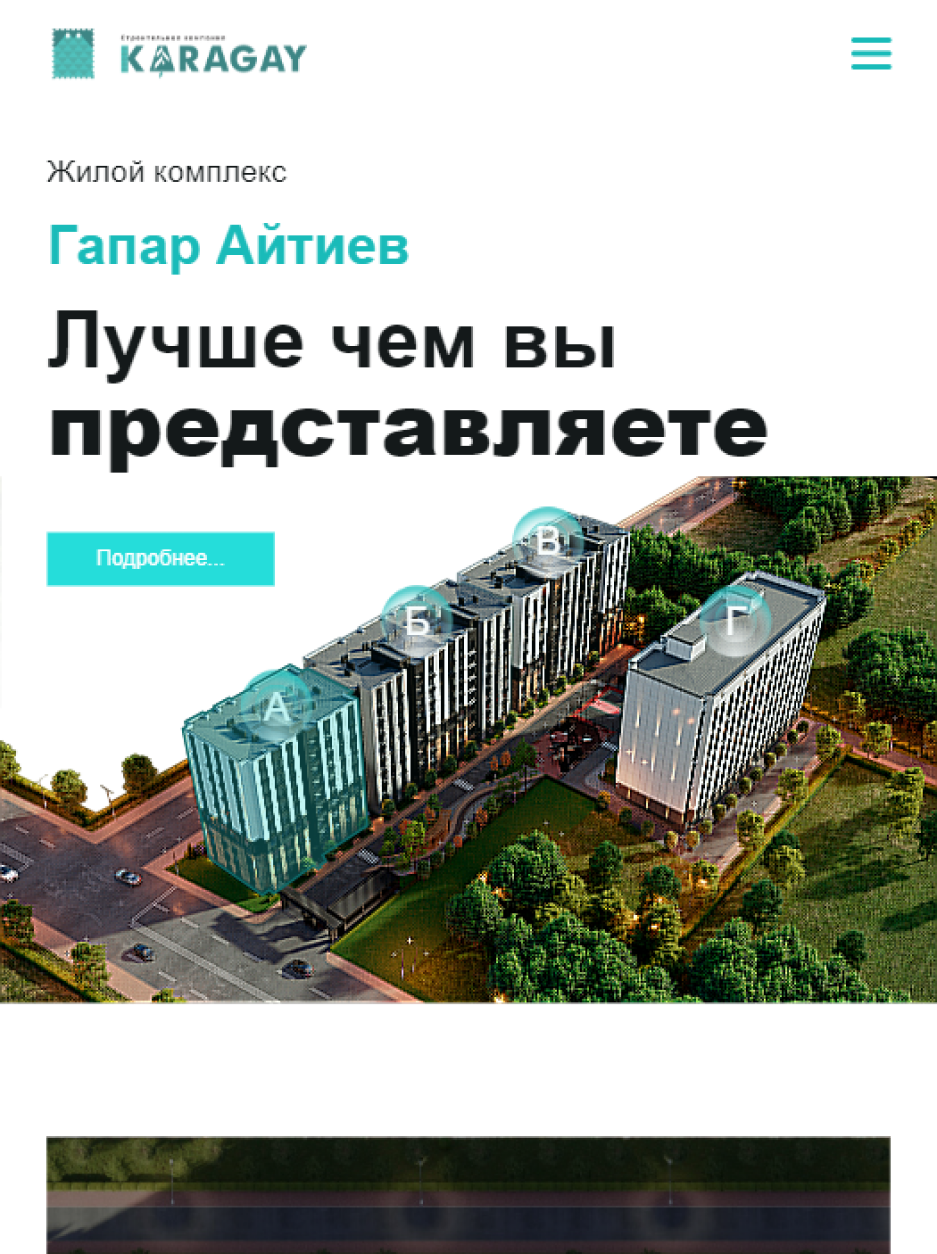 Строительная компания
KARAGAY
Жилой комплекс
Гапар Айтиев
Лучше чем вы
представляете
Подробнее...
В
Б
Г
А